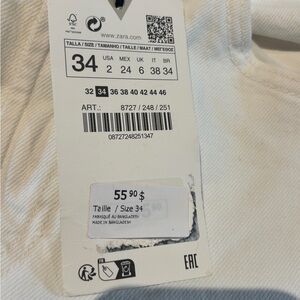 www.zara.com
TALLA / SIZE / TAMANHO / TAILLE / MAAT / МӨЛШЕРІ
34
USA MEX UK IT BR
2 24 6 38 34
32 34 36 38 40 42 44 46
ART.: 8727 / 248 / 251
08727248251347
55 90 $
Taille / Size 34
FABRIQUÉ AU BANGLADESH
MADE IN BANGLADESH
FR
EAC